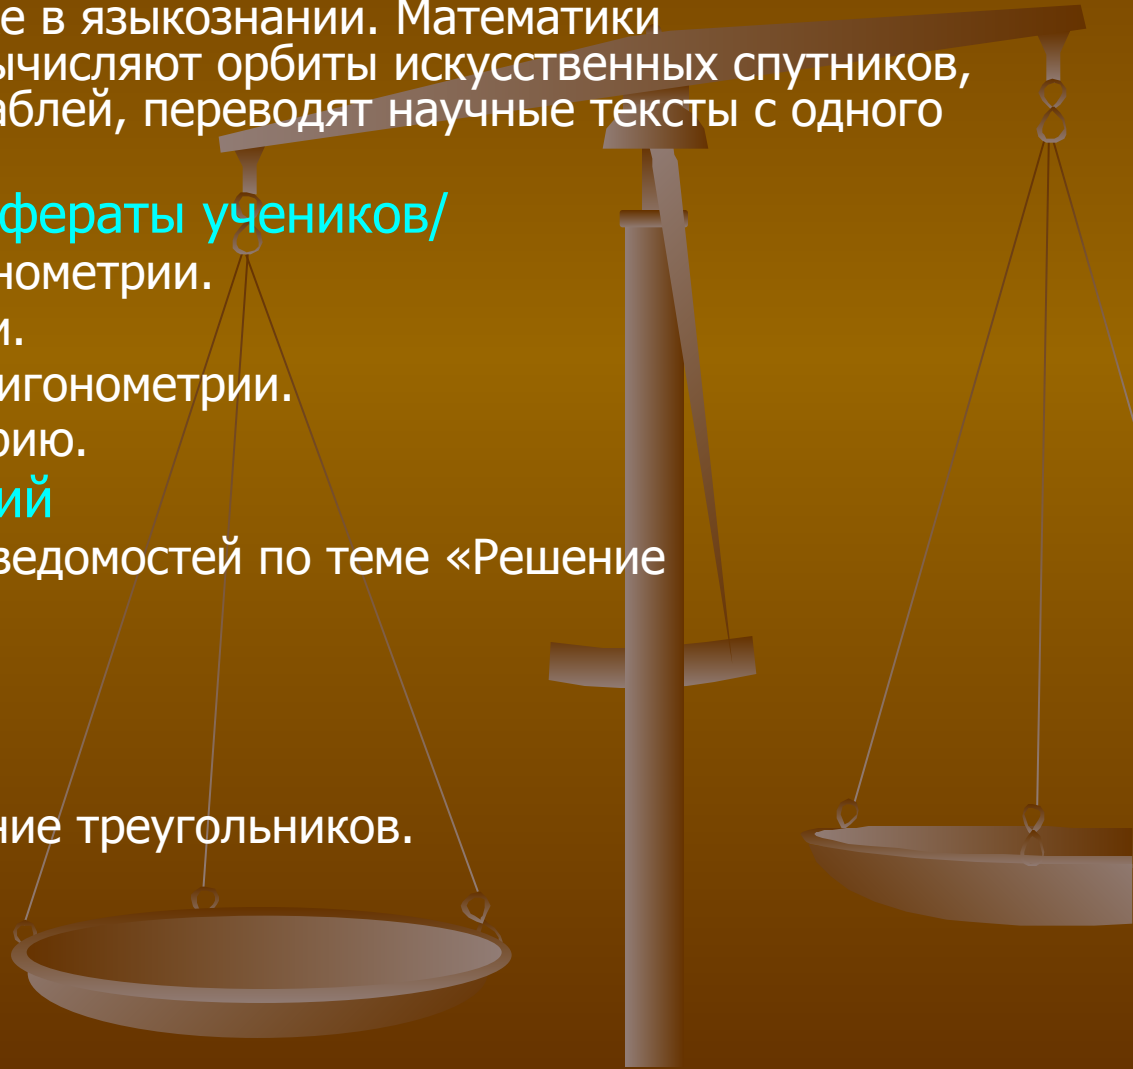 е в языкознании. Математики
ычисляют орбиты искусственных спутников,
аблей, переводят научные тексты с одного
фераты учеников/
нометрии.
и.
игонометрии.
рию.
ий
ведомостей по теме «Решение
ние треугольников.